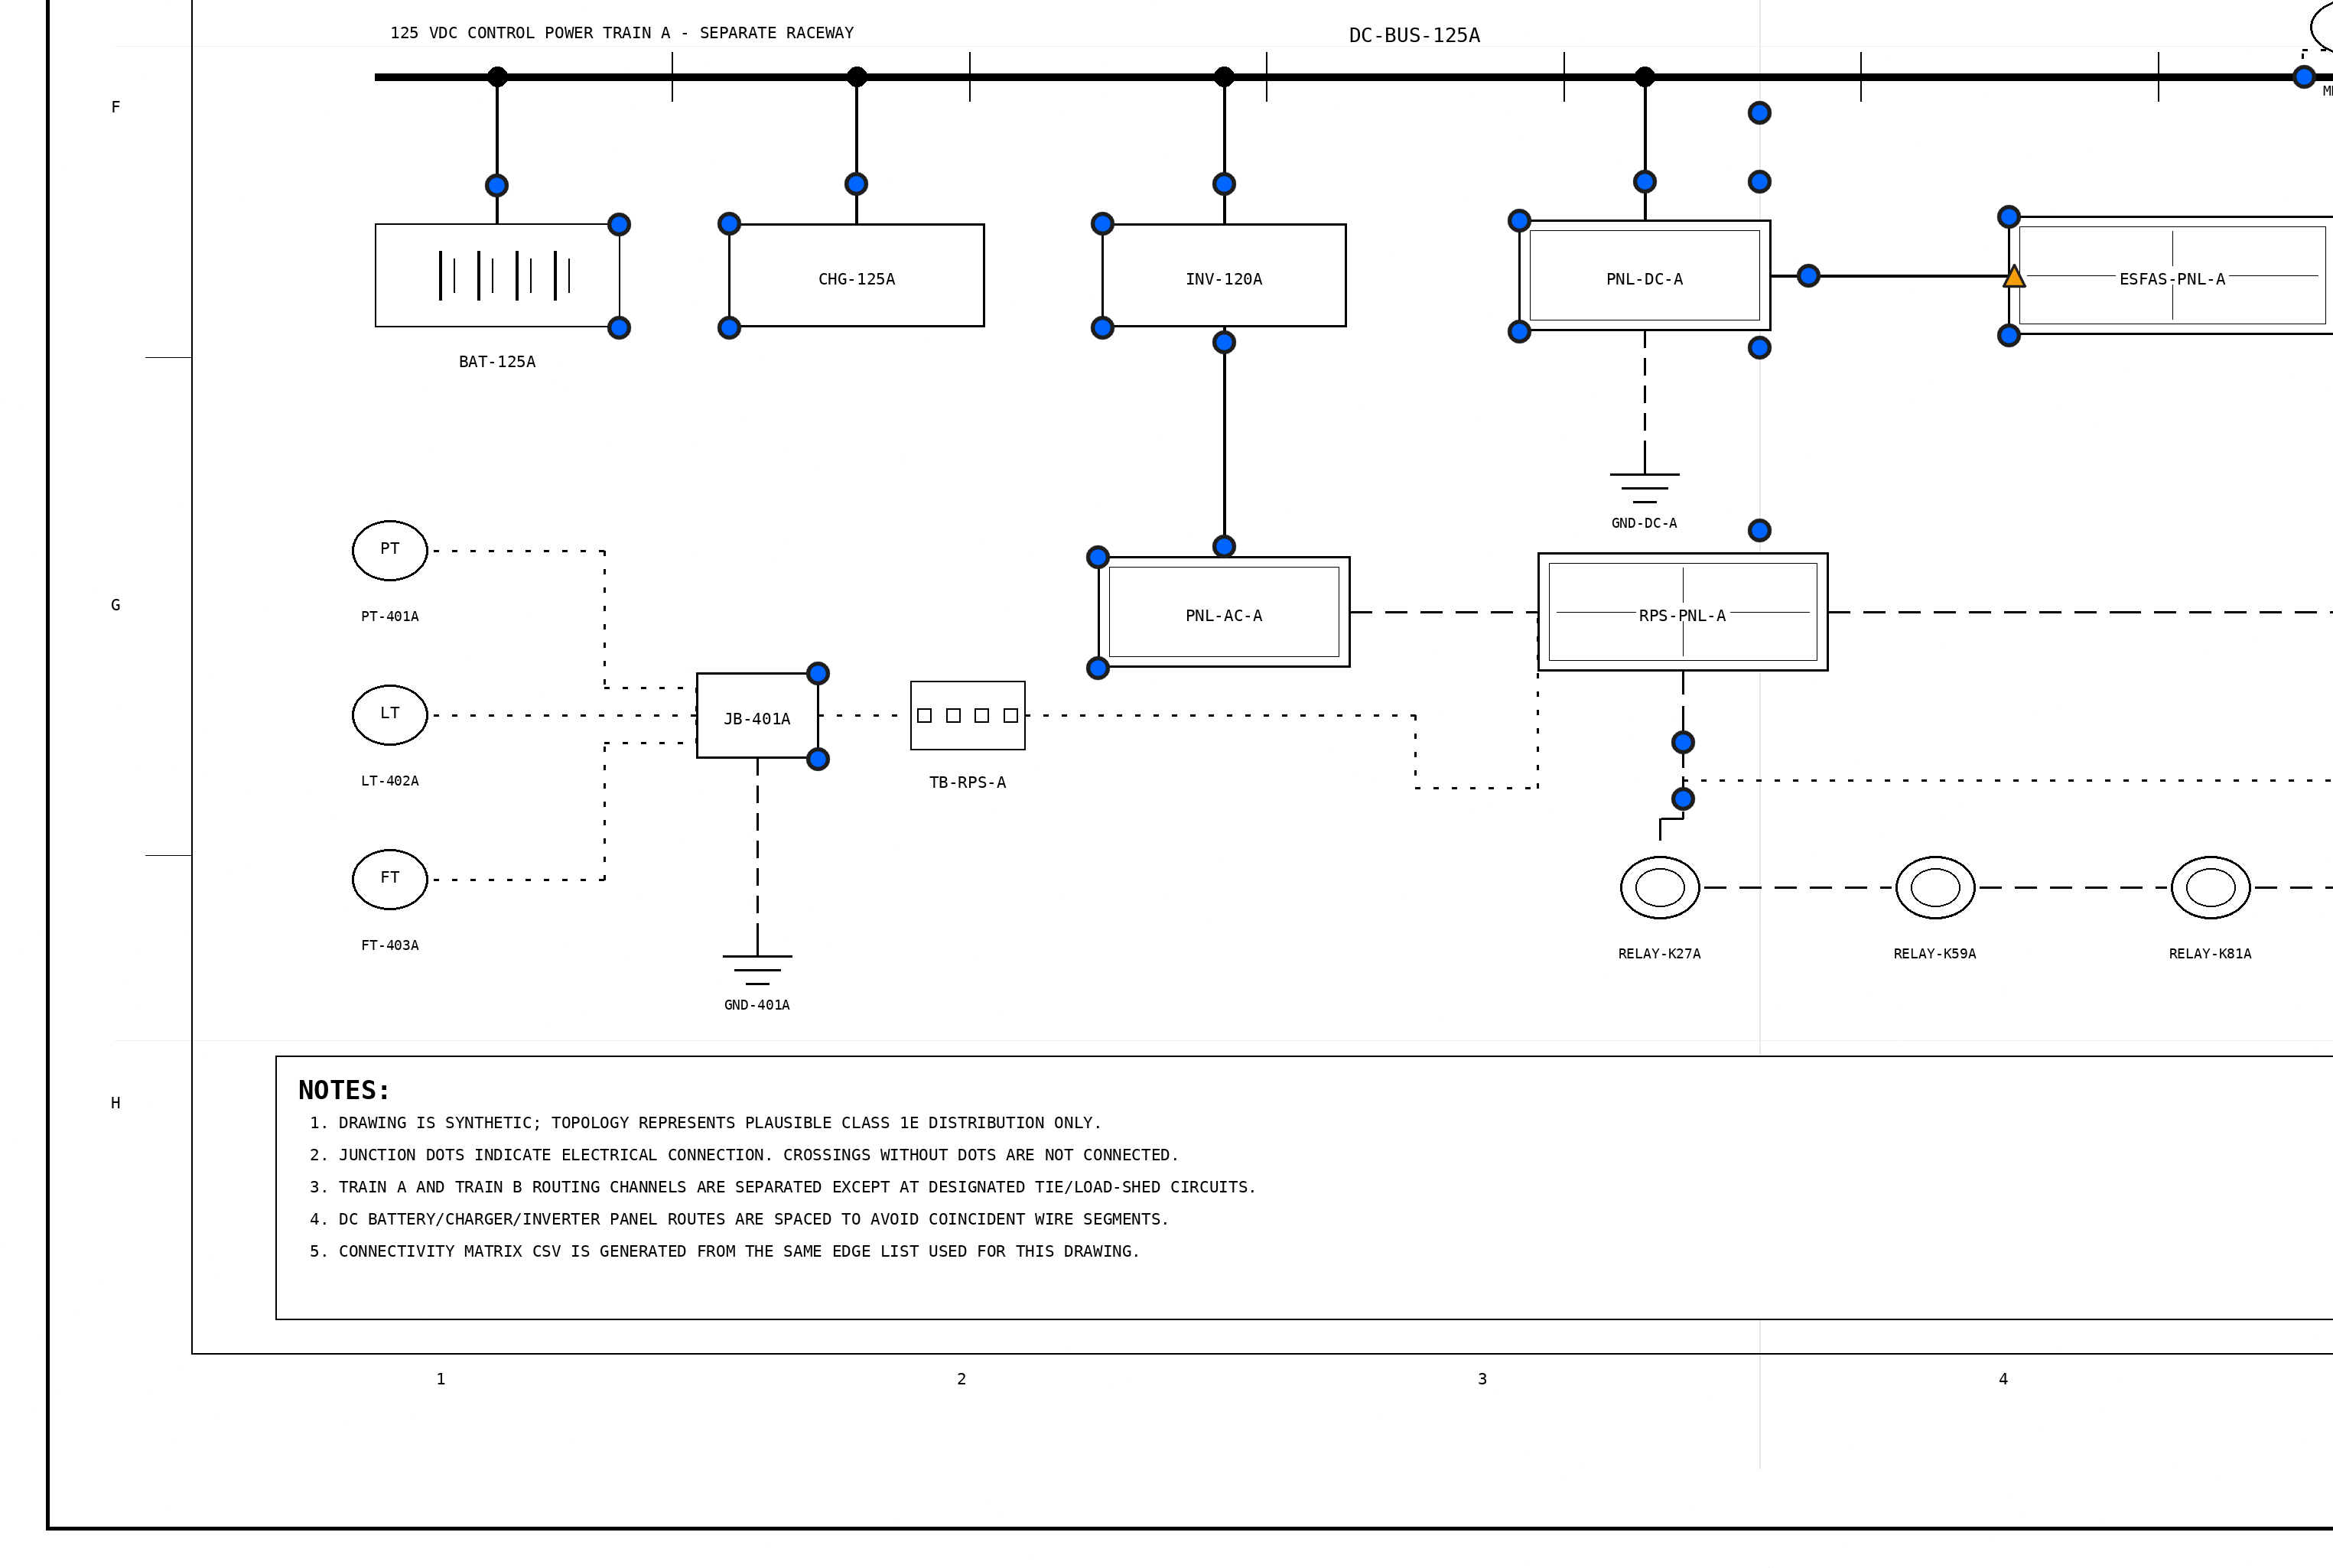 125 VDC CONTROL POWER TRAIN A - SEPARATE RACEWAY
DC-BUS-125A
F
CHG-125A
INV-120A
PNL-DC-A
ESFAS-PNL-A
BAT-125A
GND-DC-A
PT
PT-401A
G
PNL-AC-A
RPS-PNL-A
LT
JB-401A
LT-402A
TB-RPS-A
FT
FT-403A
RELAY-K27A
RELAY-K59A
RELAY-K81A
GND-401A
H
NOTES:
1. DRAWING IS SYNTHETIC; TOPOLOGY REPRESENTS PLAUSIBLE CLASS 1E DISTRIBUTION ONLY.
2. JUNCTION DOTS INDICATE ELECTRICAL CONNECTION. CROSSINGS WITHOUT DOTS ARE NOT CONNECTED.
3. TRAIN A AND TRAIN B ROUTING CHANNELS ARE SEPARATED EXCEPT AT DESIGNATED TIE/LOAD-SHED CIRCUITS.
4. DC BATTERY/CHARGER/INVERTER PANEL ROUTES ARE SPACED TO AVOID COINCIDENT WIRE SEGMENTS.
5. CONNECTIVITY MATRIX CSV IS GENERATED FROM THE SAME EDGE LIST USED FOR THIS DRAWING.
1
2
3
4